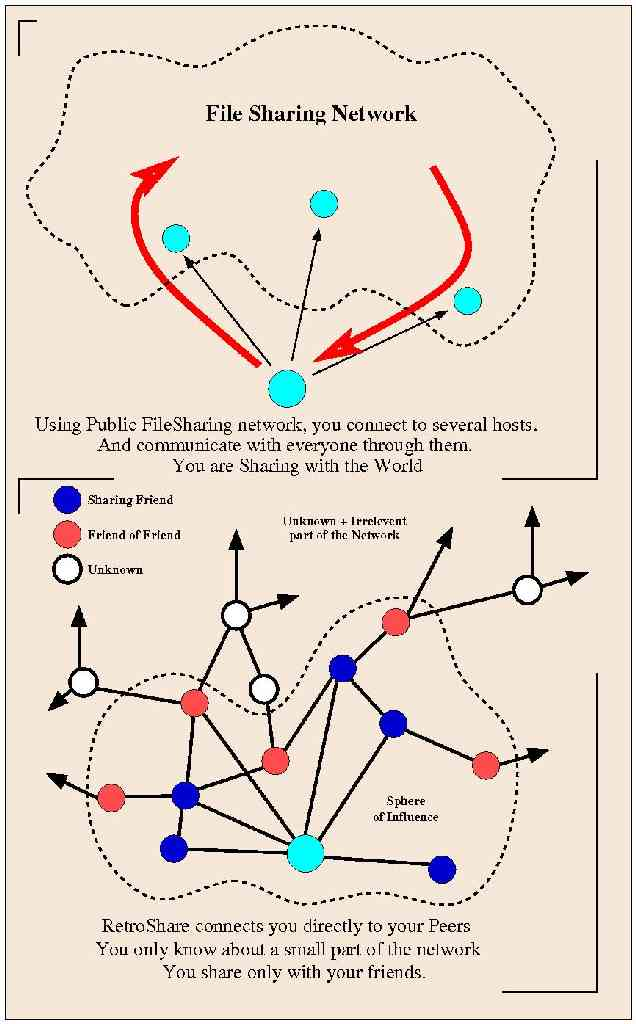 File Sharing Network
Using Public FileSharing network, you connect to several hosts.
And communicate with everyone through them.
You are Sharing with the World
Sharing Friend
Friend of Friend
Unknown
Unknown + Irrelevent
part of the Network
Sphere
of Influence
RetroShare connects you directly to your Peers
You only know about a small part of the network
You share only with your friends.